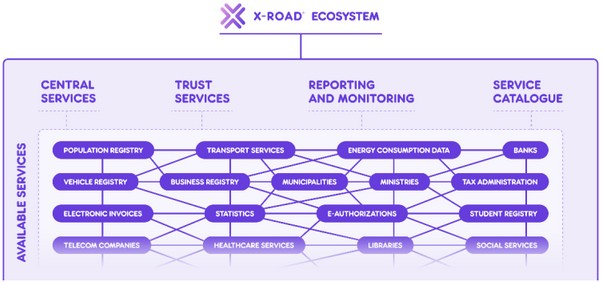 X-ROAD® ECOSYSTEM
CENTRAL
SERVICES
TRUST
SERVICES
REPORTING
AND MONITORING
SERVICE
CATALOGUE
AVAILABLE SERVICES
POPULATION REGISTRY
TRANSPORT SERVICES
ENERGY CONSUMPTION DATA
BANKS
VEHICLE REGISTRY
BUSINESS REGISTRY
MUNICIPALITIES
MINISTRIES
TAX ADMINISTRATION
ELECTRONIC INVOICES
STATISTICS
E-AUTHORIZATIONS
STUDENT REGISTRY
TELECOM COMPANIES
HEALTHCARE SERVICES
LIBRARIES
SOCIAL SERVICES